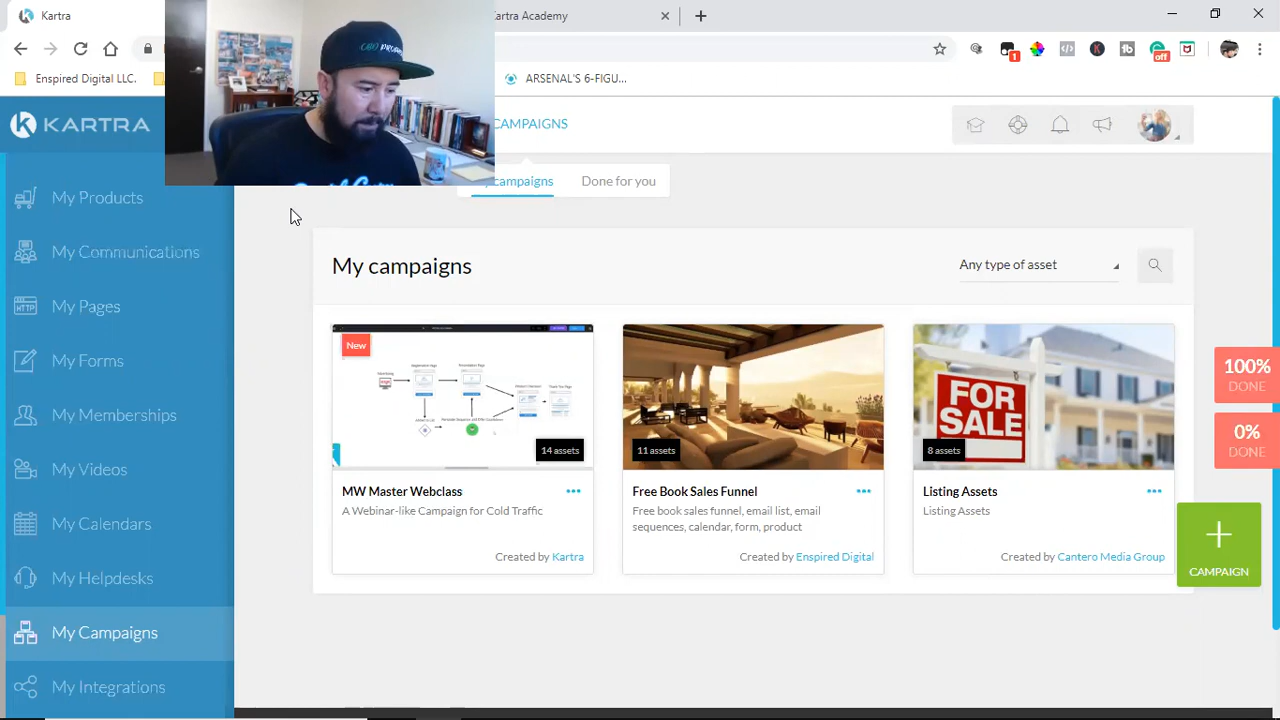 Kartra
Kartra Academy
Enspired Digital LLC.
ARSENAL'S 6-FIGU...
1
off
KARTRA
CAMPAIGNS
campaigns
Done for you
My Products
My Communications
My Pages
My Forms
My Memberships
My Videos
My Calendars
My Helpdesks
My Campaigns
My Integrations
My campaigns
Any type of asset
New
14 assets
MW Master Webclass
A Webinar-like Campaign for Cold Traffic
Created by Kartra
11 assets
Free Book Sales Funnel
Free book sales funnel, email list, email
sequences, calendar, form, product
Created by Enspired Digital
FOR
SALE
8 assets
Listing Assets
Listing Assets
Created by Cantero Media Group
100%
DONE
0%
DONE
CAMPAIGN